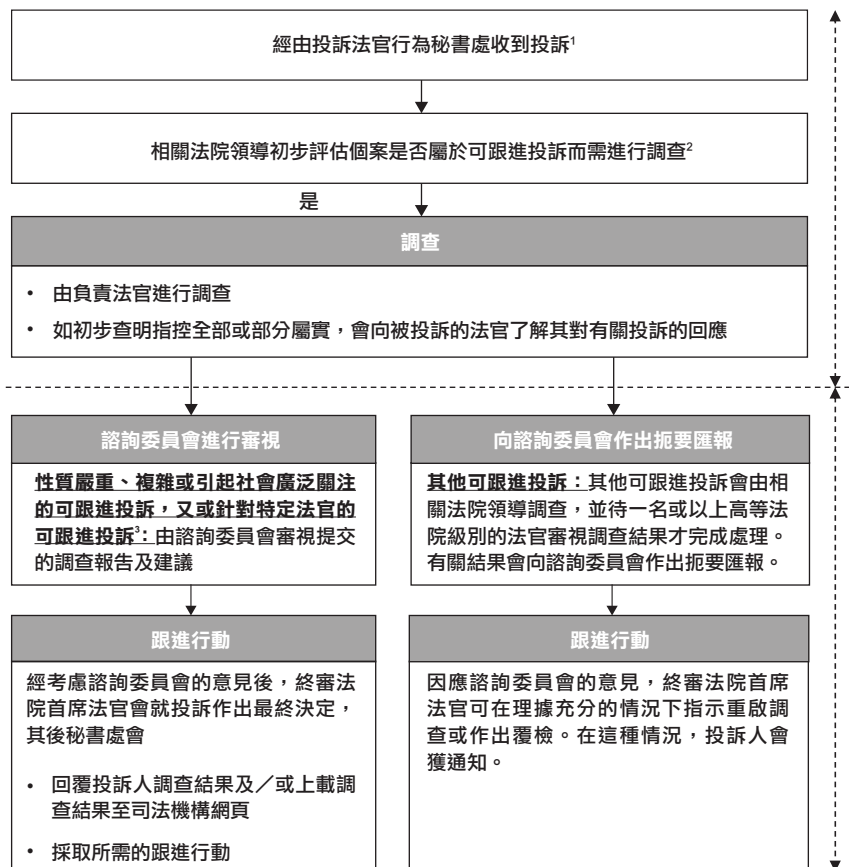 經由投訴法官行為秘書處收到投訴¹
相關法院領導初步評估個案是否屬於可跟進投訴而需進行調查²
是
調查
• 由負責法官進行調查
• 如初步查明指控全部或部分屬實，會向被投訴的法官了解其對有關投訴的回應
諮詢委員會進行審視
性質嚴重、複雜或引起社會廣泛關注
的可跟進投訴，又或針對特定法官的
可跟進投訴³：由諮詢委員會審視提交
的調查報告及建議
向諮詢委員會作出扼要匯報
其他可跟進投訴：其他可跟進投訴會由相
關法院領導調查，並待一名或以上高等法
院級別的法官審視調查結果才完成處理。
有關結果會向諮詢委員會作出扼要匯報。
跟進行動
經考慮諮詢委員會的意見後，終審法
院首席法官會就投訴作出最終決定，
其後秘書處會
• 回覆投訴人調查結果及／或上載調
查結果至司法機構網頁
• 採取所需的跟進行動
跟進行動
因應諮詢委員會的意見，終審法院首席
法官可在理據充分的情況下指示重啟調
查或作出覆檢。在這種情況，投訴人會
獲通知。